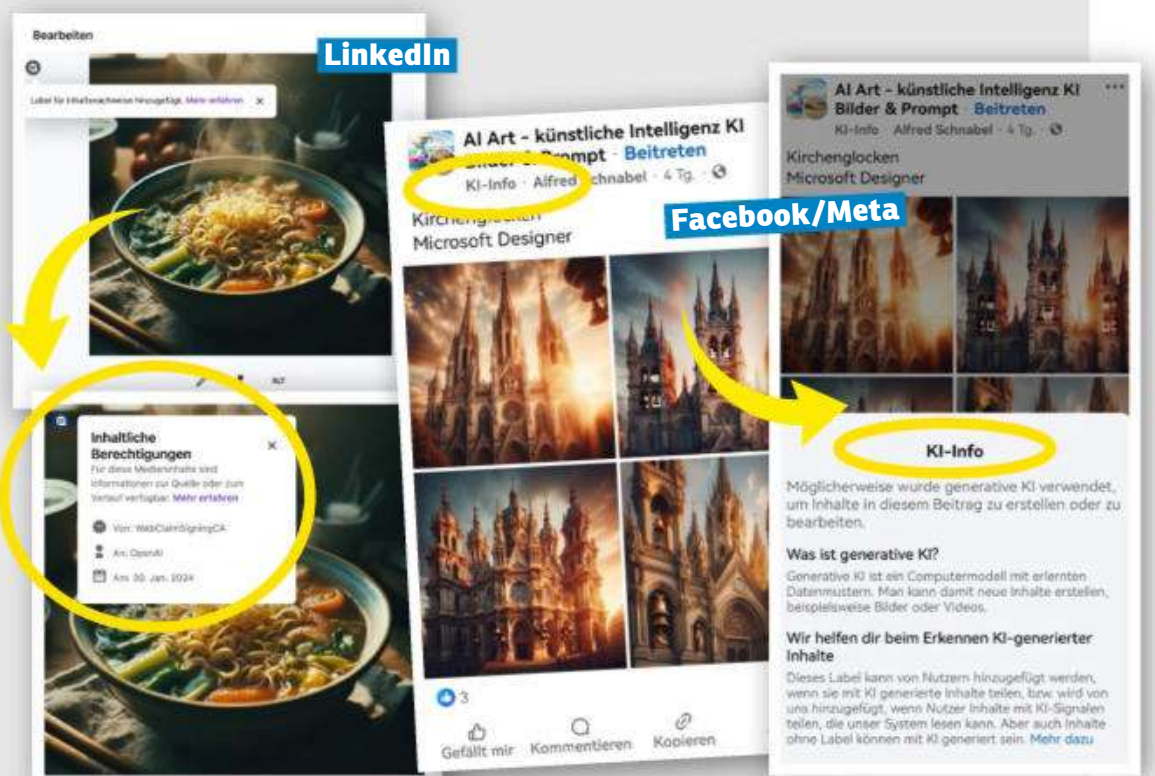 Bearbeiten
LinkedIn
Label für Inhaltsnachweise hinzugefügt. Mehr erfahren
Inhaltliche
Berechtigungen
Für diese Medieninhalte sind
Informationen zur Quelle oder zum
Verlauf verfügbar. Mehr erfahren
Von: WebClaimSigningCA
An: OpenAI
Am: 30. Jan. 2024
ALT
AI Art - künstliche Intelligenz KI
Bilder & Prompt · Beitreten
KI-Info · Alfred Schnabel · 4 Tg. ·
Kirchenglocken
Microsoft Designer
3
Gefällt mir
Kommentieren
Kopieren
Facebook/Meta
AI Art - künstliche Intelligenz KI
Bilder & Prompt · Beitreten
KI-Info · Alfred Schnabel · 4 Tg. ·
Kirchenglocken
Microsoft Designer
KI-Info
Möglicherweise wurde generative KI verwendet,
um Inhalte in diesem Beitrag zu erstellen oder zu
bearbeiten.
Was ist generative KI?
Generative KI ist ein Computermodell mit erlernten
Datenmustern. Man kann damit neue Inhalte erstellen,
beispielsweise Bilder oder Videos.
Wir helfen dir beim Erkennen KI-generierter
Inhalte
Dieses Label kann von Nutzern hinzugefügt werden,
wenn sie mit KI generierte Inhalte teilen, bzw. wird von
uns hinzugefügt, wenn Nutzer Inhalte mit KI-Signalen
teilen, die unser System lesen kann. Aber auch Inhalte
ohne Label können mit KI generiert sein. Mehr dazu